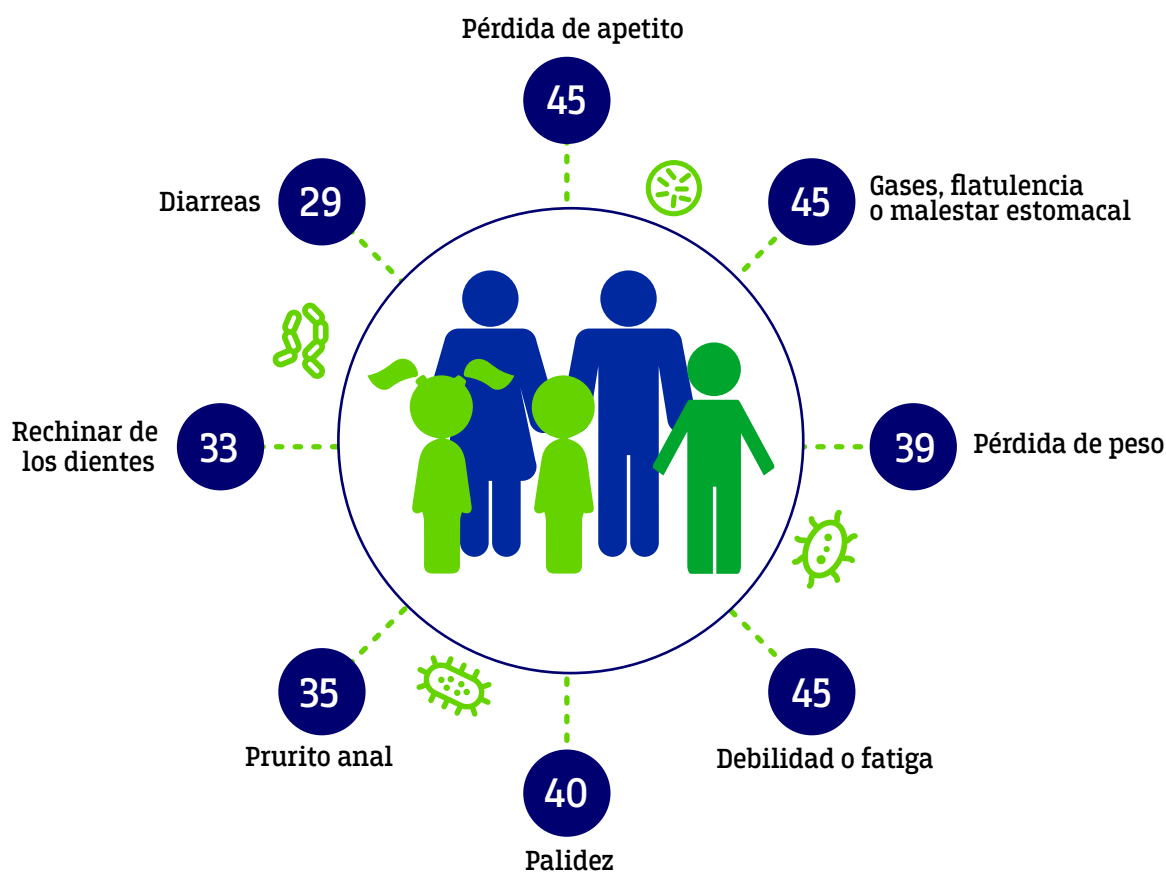 Pérdida de apetito
45
Gases, flatulencia
o malestar estomacal
45
39
Pérdida de peso
45
Debilidad o fatiga
40
Palidez
35
Prurito anal
Rechinar de
los dientes
33
Diarreas
29